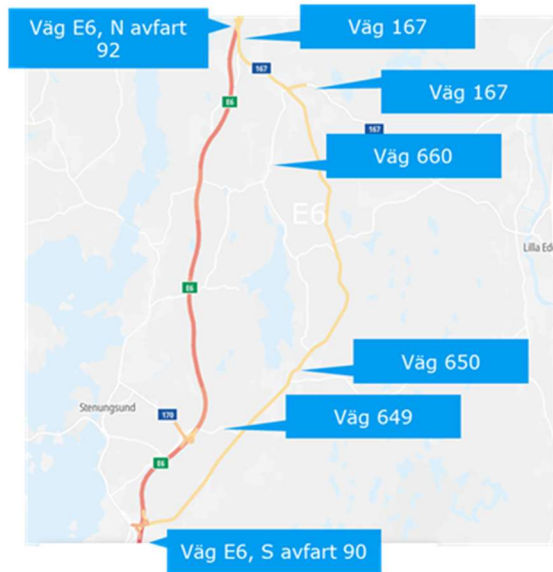 Väg E6, N avfart
92
Väg 167
167
Väg 167
E6
167
Väg 660
E6
Lilla Ede
E6
Väg 650
Stenungsund
170
Väg 649
E6
Väg E6, S avfart 90